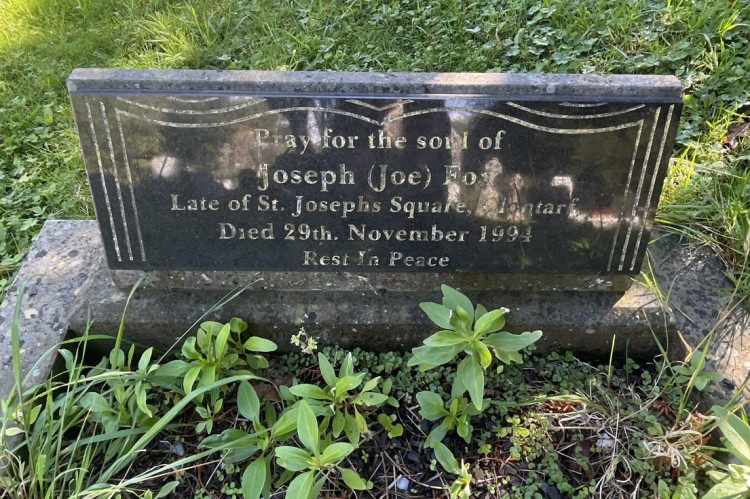 Pray for the soul of
Joseph (Joe) Fox
Late of St. Josephs Square, Clontarf
Died 29th. November 1994
Rest In Peace